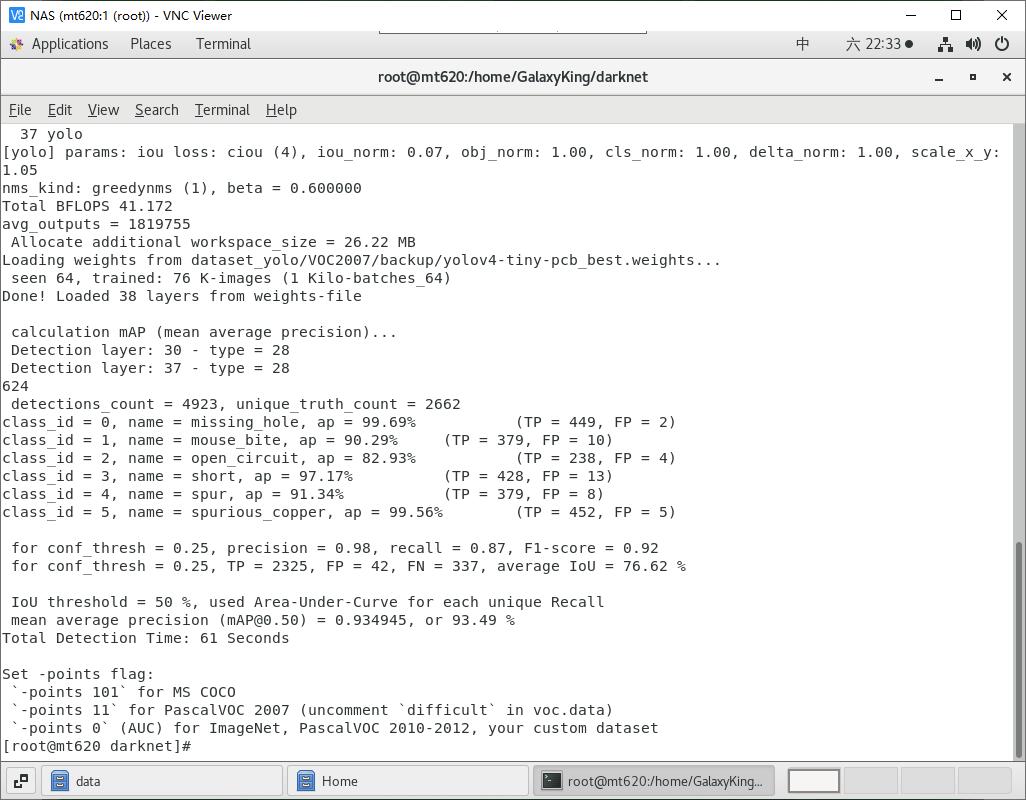 NAS (mt620:1 (root)) - VNC Viewer
Applications Places Terminal 中 六 22:33
root@mt620:/home/GalaxyKing/darknet
File Edit View Search Terminal Help
37 yolo
[yolo] params: iou loss: ciou (4), iou_norm: 0.07, obj_norm: 1.00, cls_norm: 1.00, delta_norm: 1.00, scale_x_y:
1.05
nms_kind: greedynms (1), beta = 0.600000
Total BFLOPS 41.172
avg_outputs = 1819755
Allocate additional workspace_size = 26.22 MB
Loading weights from dataset_yolo/VOC2007/backup/yolov4-tiny-pcb_best.weights...
seen 64, trained: 76 K-images (1 Kilo-batches_64)
Done! Loaded 38 layers from weights-file
calculation mAP (mean average precision)...
Detection layer: 30 - type = 28
Detection layer: 37 - type = 28
624
detections_count = 4923, unique_truth_count = 2662
class_id = 0, name = missing_hole, ap = 99.69% (TP = 449, FP = 2)
class_id = 1, name = mouse_bite, ap = 90.29% (TP = 379, FP = 10)
class_id = 2, name = open_circuit, ap = 82.93% (TP = 238, FP = 4)
class_id = 3, name = short, ap = 97.17% (TP = 428, FP = 13)
class_id = 4, name = spur, ap = 91.34% (TP = 379, FP = 8)
class_id = 5, name = spurious_copper, ap = 99.56% (TP = 452, FP = 5)
for conf_thresh = 0.25, precision = 0.98, recall = 0.87, F1-score = 0.92
for conf_thresh = 0.25, TP = 2325, FP = 42, FN = 337, average IoU = 76.62 %
IoU threshold = 50 %, used Area-Under-Curve for each unique Recall
mean average precision (mAP@0.50) = 0.934945, or 93.49 %
Total Detection Time: 61 Seconds
Set -points flag:
`-points 101` for MS COCO
`-points 11` for PascalVOC 2007 (uncomment `difficult` in voc.data)
`-points 0` (AUC) for ImageNet, PascalVOC 2010-2012, your custom dataset
[root@mt620 darknet]#
data Home root@mt620:/home/GalaxyKing...